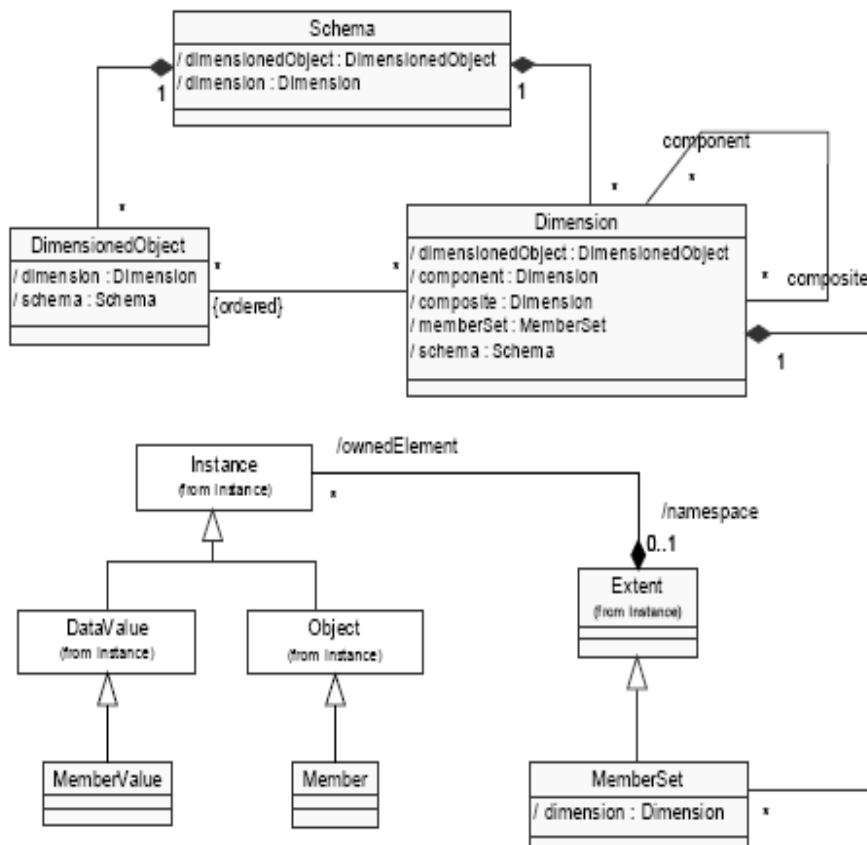 Schema
/ dimensionedObject : DimensionedObject
/ dimension : Dimension
1
1
component
*
*
*
DimensionedObject
/ dimension : Dimension
/ schema : Schema
*
{ordered}
*
Dimension
/ dimensionedObject : DimensionedObject
/ component : Dimension
/ composite : Dimension
/ memberSet : MemberSet
/ schema : Schema
*
composite
1
Instance
(from Instance)
/ownedElement
*
/namespace
0..1
Extent
(from Instance)
DataValue
(from Instance)
Object
(from Instance)
MemberValue
Member
MemberSet
/ dimension : Dimension
*